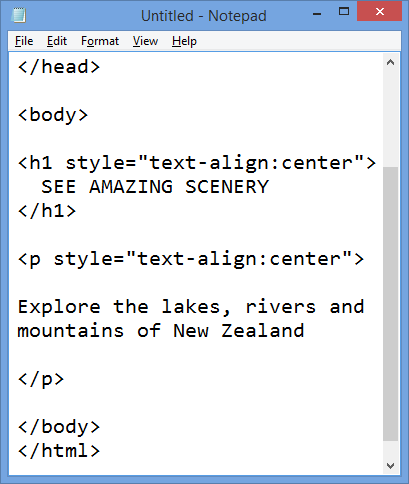 Untitled - Notepad
File Edit Format View Help
</head>
<body>
<h1 style="text-align:center">
SEE AMAZING SCENERY
</h1>
<p style="text-align:center">
Explore the lakes, rivers and
mountains of New Zealand
</p>
</body>
</html>